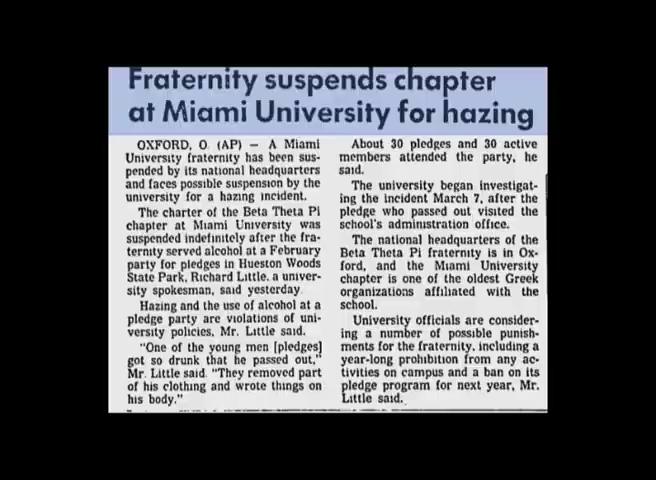 Fraternity suspends chapter
at Miami University for hazing
OXFORD, O. (AP) — A Miami
University fraternity has been sus-
pended by its national headquarters
and faces possible suspension by the
university for a hazing incident.
The charter of the Beta Theta Pi
chapter at Miami University was
suspended indefinitely after the fra-
ternity served alcohol at a February
party for pledges in Hueston Woods
State Park, Richard Little, a univer-
sity spokesman, said yesterday.
Hazing and the use of alcohol at a
pledge party are violations of uni-
versity policies, Mr. Little said.
"One of the young men [pledges]
got so drunk that he passed out,"
Mr. Little said. "They removed part
of his clothing and wrote things on
his body."
About 30 pledges and 30 active
members attended the party, he
said.
The university began investigat-
ing the incident March 7, after the
pledge who passed out visited the
school's administration office.
The national headquarters of the
Beta Theta Pi fraternity is in Ox-
ford, and the Miami University
chapter is one of the oldest Greek
organizations affiliated with the
school.
University officials are consider-
ing a number of possible punish-
ments for the fraternity, including a
year-long prohibition from any ac-
tivities on campus and a ban on its
pledge program for next year, Mr.
Little said.